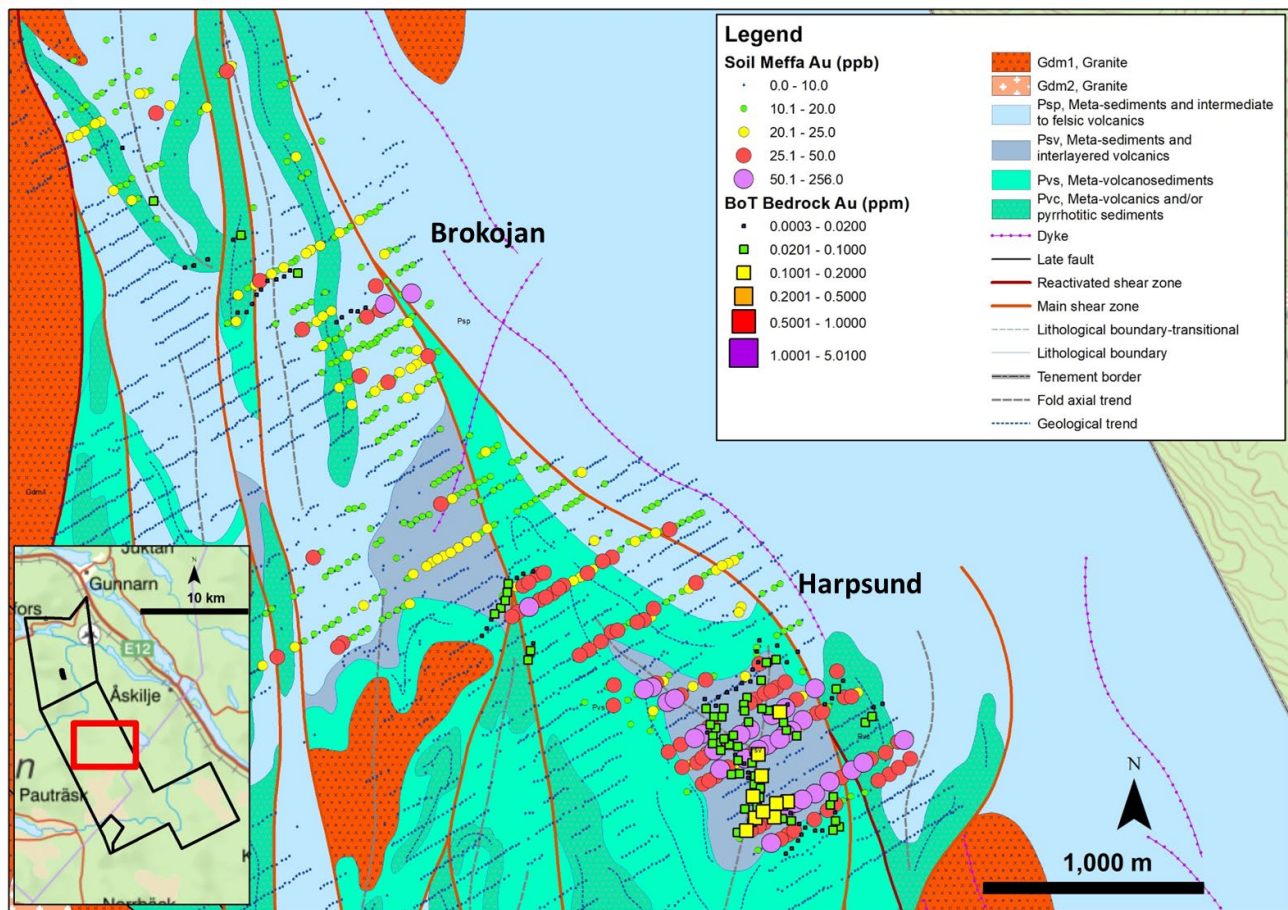 Legend
Soil Meffa Au (ppb)
0.0 - 10.0
10.1 - 20.0
20.1 - 25.0
25.1 - 50.0
50.1 - 256.0
BoT Bedrock Au (ppm)
0.0003 - 0.0200
0.0201 - 0.1000
0.1001 - 0.2000
0.2001 - 0.5000
0.5001 - 1.0000
1.0001 - 5.0100
Gdm1, Granite
Gdm2, Granite
Psp, Meta-sediments and intermediate
to felsic volcanics
Psv, Meta-sediments and
interlayered volcanics
Pvs, Meta-volcanosediments
Pvc, Meta-volcanics and/or
pyrrhotitic sediments
Dyke
Late fault
Reactivated shear zone
Main shear zone
Lithological boundary-transitional
Lithological boundary
Tenement border
Fold axial trend
Geological trend
Brokojan
Psp
Harpsund
Pvs
N
1,000 m
Juktån
Gunnarn
N
10 km
fors
E12
Åskilje
n
Pauträsk
K
Norrbäck